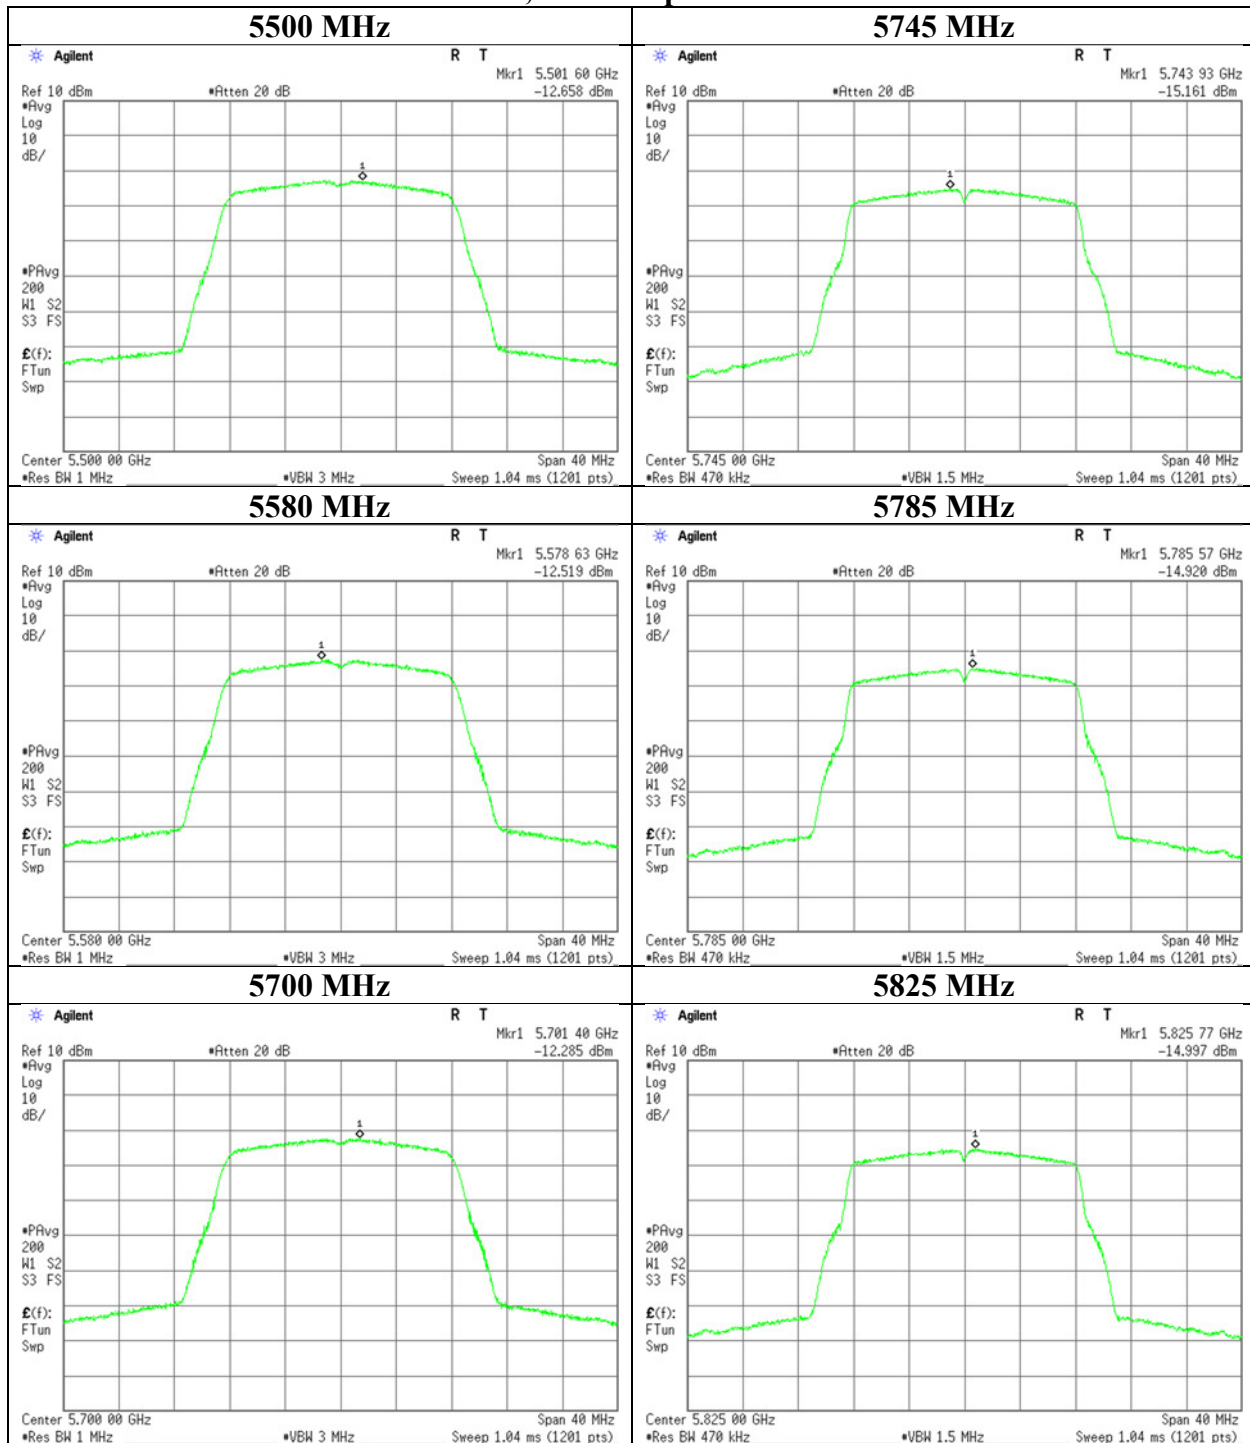 5500 MHz
Agilent
R T
Mkr1 5.501 60 GHz
Ref 10 dBm #Atten 20 dB -12.658 dBm
#Avg
Log
10
dB/
1
#PAvg
200
W1 S2
S3 FS
£(f):
FTun
Swp
Center 5.500 00 GHz Span 40 MHz
#Res BW 1 MHz #VBW 3 MHz Sweep 1.04 ms (1201 pts)
5745 MHz
Agilent
R T
Mkr1 5.743 93 GHz
Ref 10 dBm #Atten 20 dB -15.161 dBm
#Avg
Log
10
dB/
1
#PAvg
200
W1 S2
S3 FS
£(f):
FTun
Swp
Center 5.745 00 GHz Span 40 MHz
#Res BW 470 kHz #VBW 1.5 MHz Sweep 1.04 ms (1201 pts)
5580 MHz
Agilent
R T
Mkr1 5.578 63 GHz
Ref 10 dBm #Atten 20 dB -12.519 dBm
#Avg
Log
10
dB/
1
#PAvg
200
W1 S2
S3 FS
£(f):
FTun
Swp
Center 5.580 00 GHz Span 40 MHz
#Res BW 1 MHz #VBW 3 MHz Sweep 1.04 ms (1201 pts)
5785 MHz
Agilent
R T
Mkr1 5.785 57 GHz
Ref 10 dBm #Atten 20 dB -14.920 dBm
#Avg
Log
10
dB/
1
#PAvg
200
W1 S2
S3 FS
£(f):
FTun
Swp
Center 5.785 00 GHz Span 40 MHz
#Res BW 470 kHz #VBW 1.5 MHz Sweep 1.04 ms (1201 pts)
5700 MHz
Agilent
R T
Mkr1 5.701 40 GHz
Ref 10 dBm #Atten 20 dB -12.285 dBm
#Avg
Log
10
dB/
1
#PAvg
200
W1 S2
S3 FS
£(f):
FTun
Swp
Center 5.700 00 GHz Span 40 MHz
#Res BW 1 MHz #VBW 3 MHz Sweep 1.04 ms (1201 pts)
5825 MHz
Agilent
R T
Mkr1 5.825 77 GHz
Ref 10 dBm #Atten 20 dB -14.997 dBm
#Avg
Log
10
dB/
1
#PAvg
200
W1 S2
S3 FS
£(f):
FTun
Swp
Center 5.825 00 GHz Span 40 MHz
#Res BW 470 kHz #VBW 1.5 MHz Sweep 1.04 ms (1201 pts)